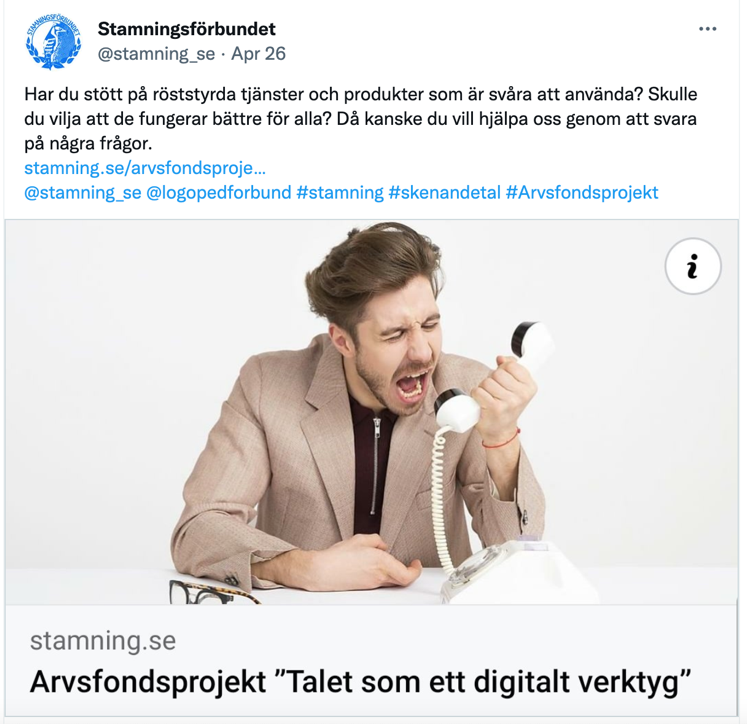 Stamningsförbundet
@stamning_se · Apr 26
Har du stött på röststyrda tjänster och produkter som är svåra att använda? Skulle
du vilja att de fungerar bättre för alla? Då kanske du vill hjälpa oss genom att svara
på några frågor.
stamning.se/arvsfondsproje...
@stamning_se @logopedforbund #stamning #skenandetal #Arvsfondsprojekt
i
stamning.se
Arvsfondsprojekt ”Talet som ett digitalt verktyg”